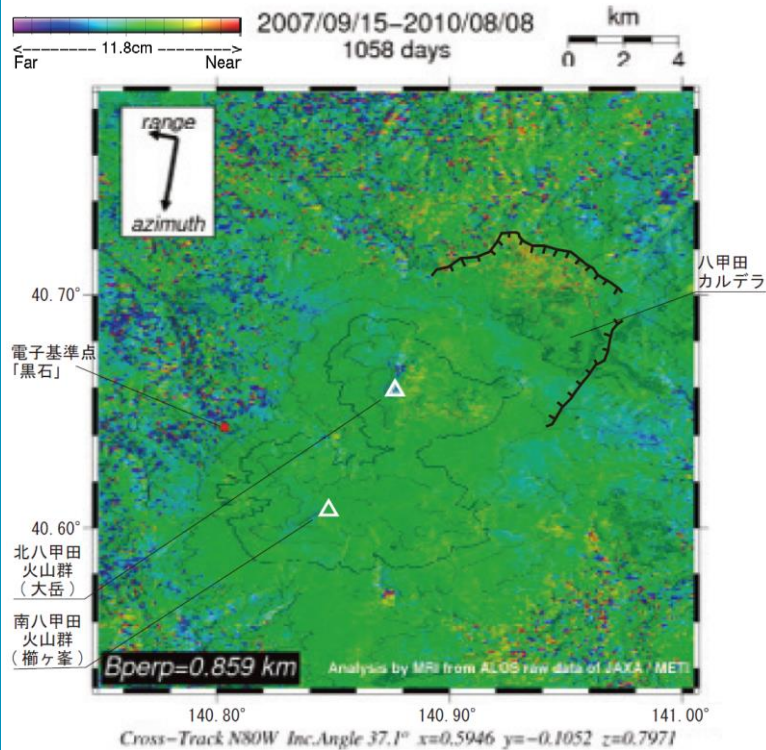 2007/09/15−2010/08/08
1058 days
11.8cm
Far
Near
km
0 2 4
range
azimuth
八甲田
カルデラ
40.70°
電子基準点
「黒石」
40.60°
北八甲田
火山群
(大岳)
南八甲田
火山群
(櫛ヶ峯)
Bperp=0.859 km
Analysis by MRI from ALOS raw data of JAXA / METI
140.80°
140.90°
141.00°
Cross−Track N80W Inc.Angle 37.1° x=0.5946 y=−0.1052 z=0.7971